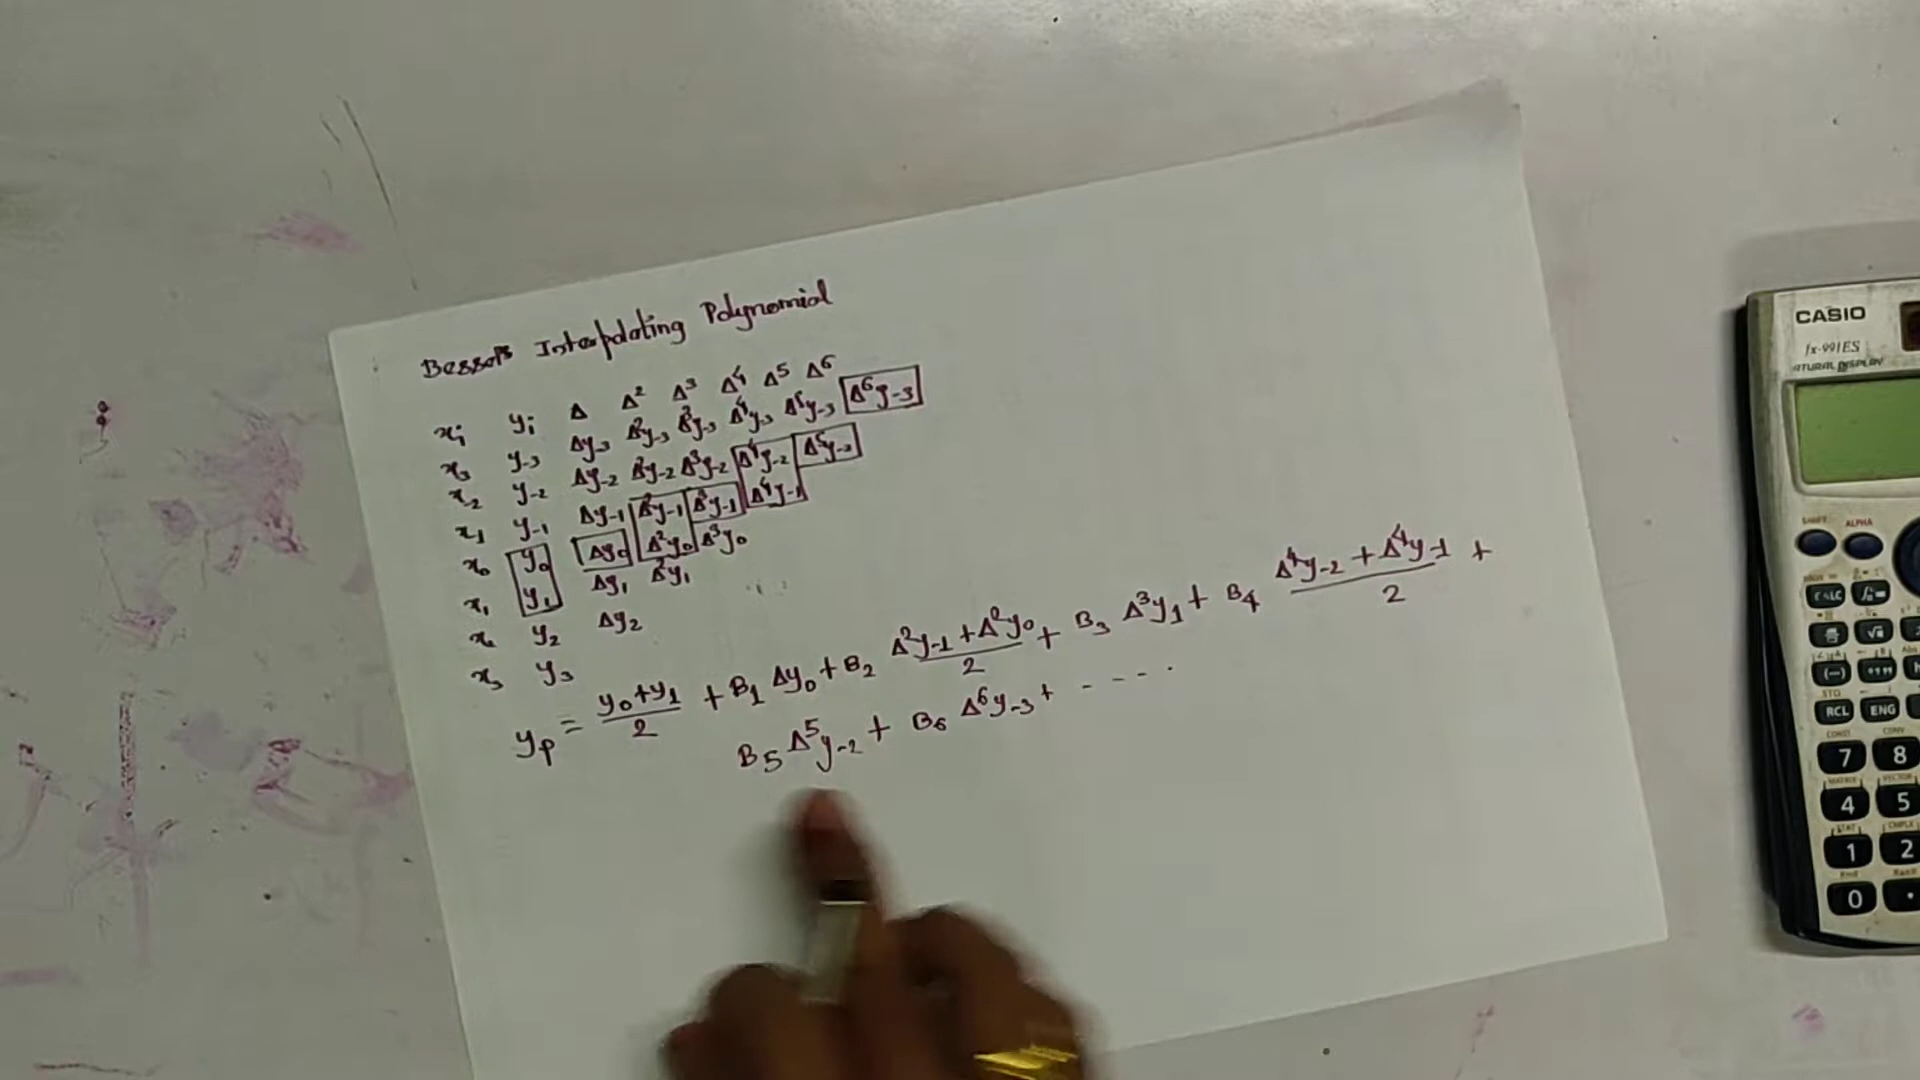 Bessel's Interpolating Polynomial
xᵢ yᵢ Δ Δ² Δ³ Δ⁴ Δ⁵ Δ⁶
x₃ y₋₃ Δy₋₃ Δ²y₋₃ Δ³y₋₃ Δ⁴y₋₃ Δ⁵y₋₃ Δ⁶y₋₃
x₂ y₋₂ Δy₋₂ Δ²y₋₂ Δ³y₋₂ Δ⁴y₋₂ Δ⁵y₋₂
x₁ y₋₁ Δy₋₁ Δ²y₋₁ Δ³y₋₁ Δ⁴y₋₁
x₀ y₀ Δy₀ Δ²y₀ Δ³y₀
x₁ y₁ Δy₁ Δ²y₁
x₂ y₂ Δy₂
x₃ y₃
yₚ = (y₀+y₁)/2 + B₁ Δy₀ + B₂ (Δ²y₋₁ + Δ²y₀)/2 + B₃ Δ³y₁ + B₄ (Δ⁴y₋₂ + Δ⁴y₋₁)/2 +
B₅ Δ⁵y₋₂ + B₆ Δ⁶y₋₃ + - - - .
CASIO
fx-991ES
NATURAL DISPLAY
SHIFT ALPHA
CALC
RCL ENG
7 8
4 5
1 2
0 .